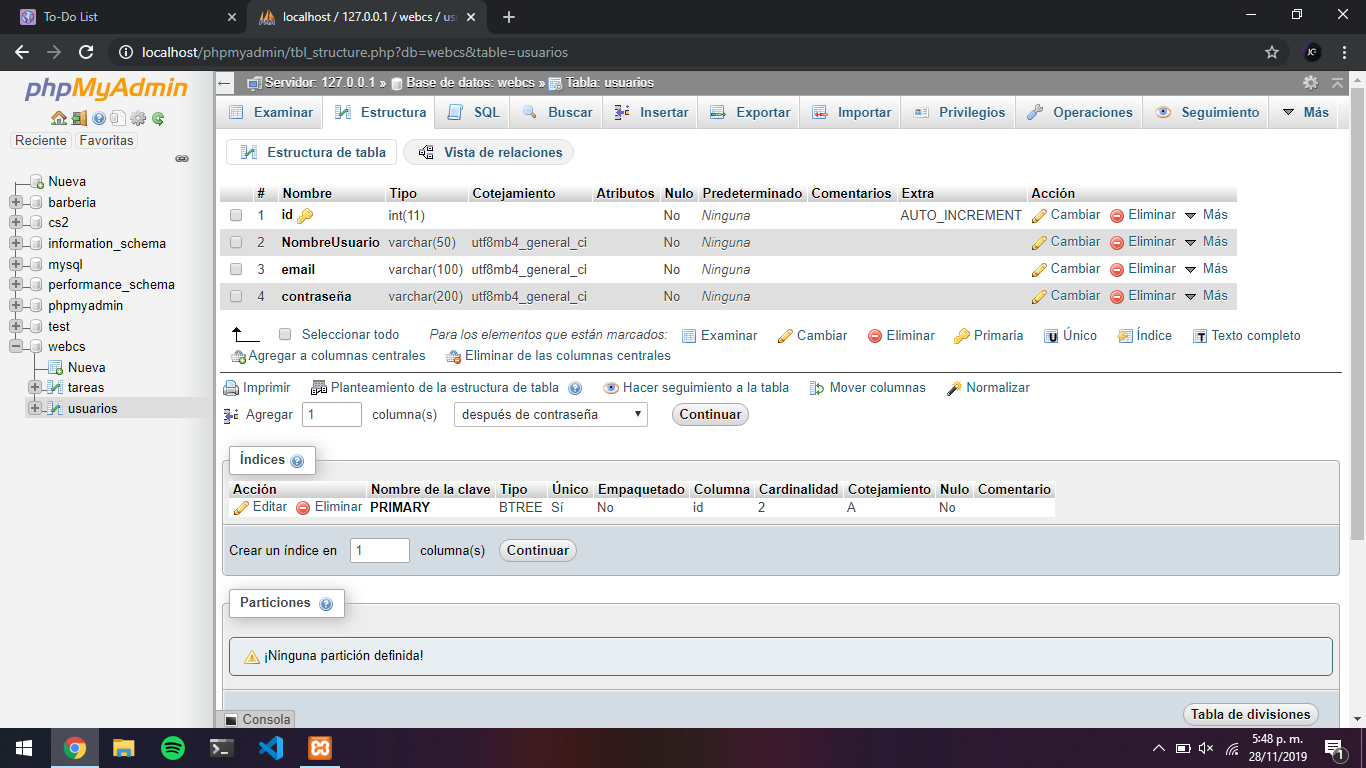 To-Do List
localhost / 127.0.0.1 / webcs / us
localhost/phpmyadmin/tbl_structure.php?db=webcs&table=usuarios
JG
phpMyAdmin
Reciente Favoritas
Nueva
barberia
cs2
information_schema
mysql
performance_schema
phpmyadmin
test
webcs
Nueva
tareas
usuarios
Servidor: 127.0.0.1 » Base de datos: webcs » Tabla: usuarios
Examinar Estructura SQL Buscar Insertar Exportar Importar Privilegios Operaciones Seguimiento Más
Estructura de tabla Vista de relaciones
# Nombre Tipo Cotejamiento Atributos Nulo Predeterminado Comentarios Extra Acción
1 id int(11) No Ninguna AUTO_INCREMENT Cambiar Eliminar Más
2 NombreUsuario varchar(50) utf8mb4_general_ci No Ninguna Cambiar Eliminar Más
3 email varchar(100) utf8mb4_general_ci No Ninguna Cambiar Eliminar Más
4 contraseña varchar(200) utf8mb4_general_ci No Ninguna Cambiar Eliminar Más
Seleccionar todo Para los elementos que están marcados: Examinar Cambiar Eliminar Primaria Único Índice Texto completo
Agregar a columnas centrales Eliminar de las columnas centrales
Imprimir Planteamiento de la estructura de tabla Hacer seguimiento a la tabla Mover columnas Normalizar
Agregar 1 columna(s) después de contraseña Continuar
Índices
Acción Nombre de la clave Tipo Único Empaquetado Columna Cardinalidad Cotejamiento Nulo Comentario
Editar Eliminar PRIMARY BTREE Sí No id 2 A No
Crear un índice en 1 columna(s) Continuar
Particiones
¡Ninguna partición definida!
Tabla de divisiones
Consola
5:48 p. m.
28/11/2019
1